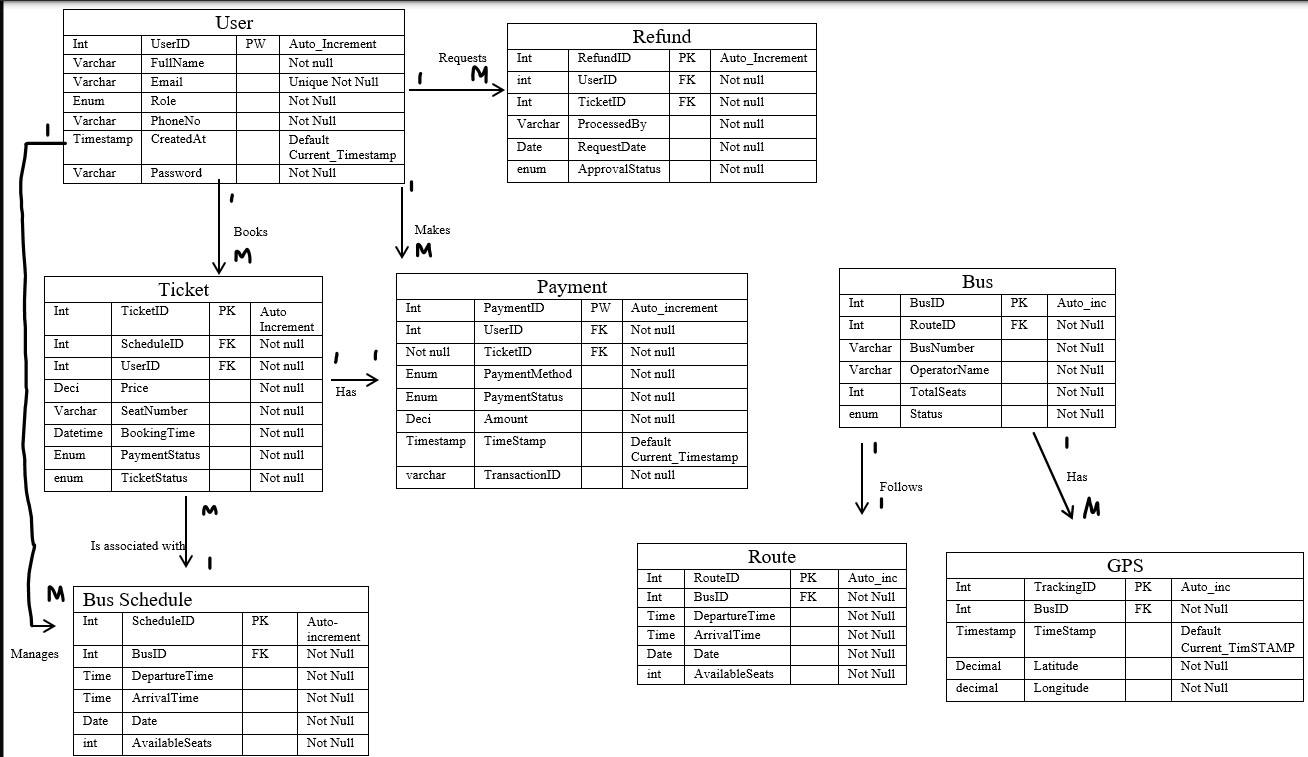 User
Int UserID PW Auto_Increment
Varchar FullName Not null
Varchar Email Unique Not Null
Enum Role Not Null
Varchar PhoneNo Not Null
Timestamp CreatedAt Default
Current_Timestamp
Varchar Password Not Null
Requests
1 M
Refund
Int RefundID PK Auto_Increment
int UserID FK Not null
Int TicketID FK Not null
Varchar ProcessedBy Not null
Date RequestDate Not null
enum ApprovalStatus Not null
1
1
Books
M
1
Makes
M
Ticket
Int TicketID PK Auto
Increment
Int ScheduleID FK Not null
Int UserID FK Not null
Deci Price Not null
Varchar SeatNumber Not null
Datetime BookingTime Not null
Enum PaymentStatus Not null
enum TicketStatus Not null
1 1
Has
Payment
Int PaymentID PW Auto_increment
Int UserID FK Not null
Not null TicketID FK Not null
Enum PaymentMethod Not null
Enum PaymentStatus Not null
Deci Amount Not null
Timestamp TimeStamp Default
Current_Timestamp
varchar TransactionID Not null
Bus
Int BusID PK Auto_inc
Int RouteID FK Not Null
Varchar BusNumber Not Null
Varchar OperatorName Not Null
Int TotalSeats Not Null
enum Status Not Null
1
Follows
1
1
Has
M
M
Is associated with
1
M
Manages
Bus Schedule
Int ScheduleID PK Auto-
increment
Int BusID FK Not Null
Time DepartureTime Not Null
Time ArrivalTime Not Null
Date Date Not Null
int AvailableSeats Not Null
Route
Int RouteID PK Auto_inc
Int BusID FK Not Null
Time DepartureTime Not Null
Time ArrivalTime Not Null
Date Date Not Null
int AvailableSeats Not Null
GPS
Int TrackingID PK Auto_inc
Int BusID FK Not Null
Timestamp TimeStamp Default
Current_TimSTAMP
Decimal Latitude Not Null
decimal Longitude Not Null